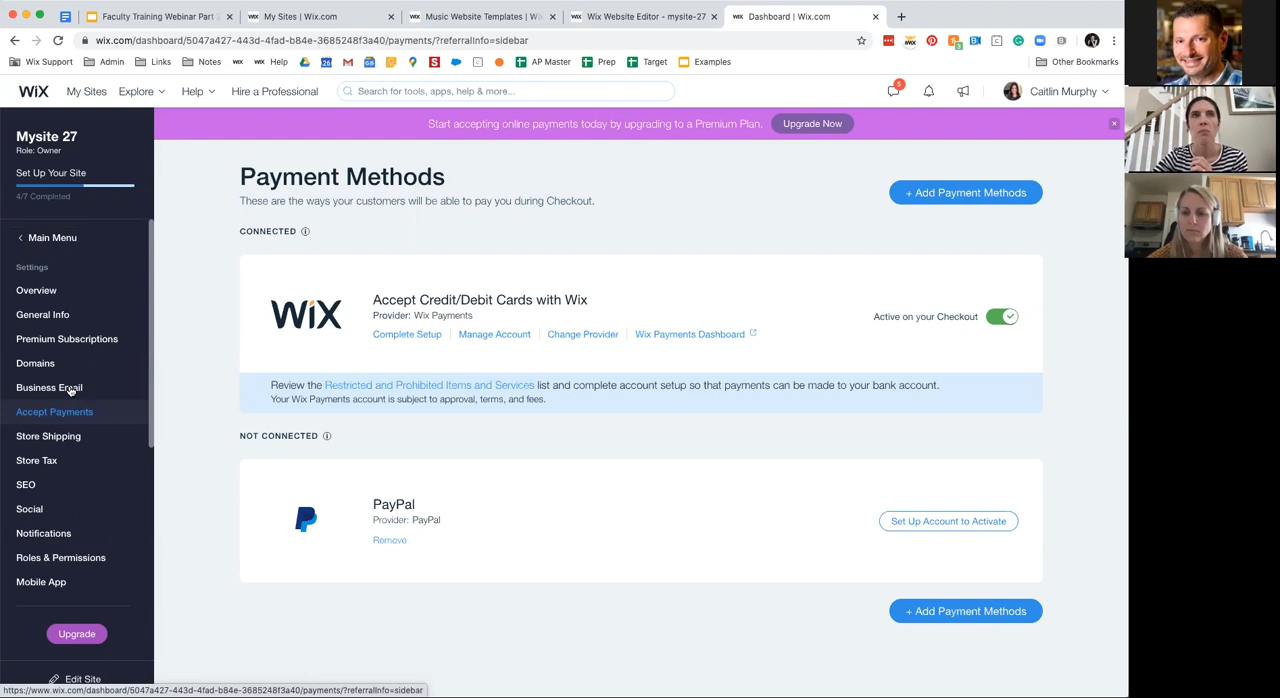 Faculty Training Webinar Part 2
My Sites | Wix.com
Music Website Templates | Wix
Wix Website Editor - mysite-27
Dashboard | Wix.com
wix.com/dashboard/5047a427-443d-4fad-b84e-3685248f3a40/payments/?referralInfo=sidebar
Wix Support
Admin
Links
Notes
Help
AP Master
Prep
Target
Examples
Other Bookmarks
WiX
My Sites
Explore
Help
Hire a Professional
Search for tools, apps, help & more...
5
Caitlin Murphy
Start accepting online payments today by upgrading to a Premium Plan.
Upgrade Now
Mysite 27
Role: Owner
Set Up Your Site
4/7 Completed
Main Menu
Settings
Overview
General Info
Premium Subscriptions
Domains
Business Email
Accept Payments
Store Shipping
Store Tax
SEO
Social
Notifications
Roles & Permissions
Mobile App
Upgrade
Edit Site
Payment Methods
These are the ways your customers will be able to pay you during Checkout.
+ Add Payment Methods
CONNECTED
WiX
Accept Credit/Debit Cards with Wix
Provider: Wix Payments
Complete Setup
Manage Account
Change Provider
Wix Payments Dashboard
Active on your Checkout
Review the Restricted and Prohibited Items and Services list and complete account setup so that payments can be made to your bank account.
Your Wix Payments account is subject to approval, terms, and fees.
NOT CONNECTED
PayPal
Provider: PayPal
Remove
Set Up Account to Activate
+ Add Payment Methods
https://www.wix.com/dashboard/5047a427-443d-4fad-b84e-3685248f3a40/payments/?referralInfo=sidebar